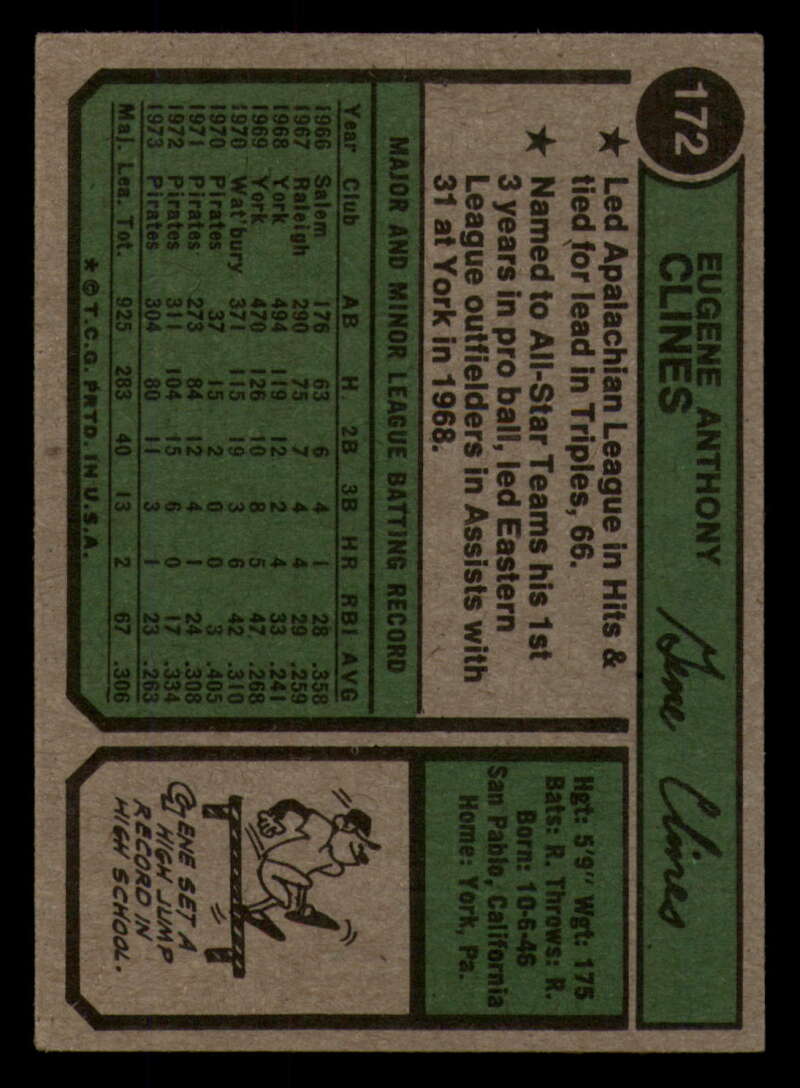 172
EUGENE ANTHONY
CLINES
Gene Clines
★ Led Apalachian League in Hits &
tied for lead in Triples, 66.
★ Named to All-Star Teams his 1st
3 years in pro ball, led Eastern
League outfielders in Assists with
31 at York in 1968.
Hgt: 5'9" Wgt: 175
Bats: R. Throws: R.
Born: 10-6-46
San Pablo, California
Home: York, Pa.
MAJOR AND MINOR LEAGUE BATTING RECORD
Year Club AB H. 2B 3B HR RBI AVG
1966 Salem 176 63 6 4 1 28 .358
1967 Raleigh 290 75 7 4 4 29 .259
1968 York 494 119 12 2 4 33 .241
1969 York 470 126 10 8 5 47 .268
1970 Wat'bury 371 115 19 3 6 42 .310
1970 Pirates 37 15 2 0 0 3 .405
1971 Pirates 273 84 12 4 1 24 .308
1972 Pirates 311 104 15 6 0 17 .334
1973 Pirates 304 80 11 3 1 23 .263
Maj. Lea. Tot. 925 283 40 13 2 67 .306
* © T.C.G. PRTD. IN U.S.A.
GENE SET A
HIGH JUMP
RECORD IN
HIGH SCHOOL.